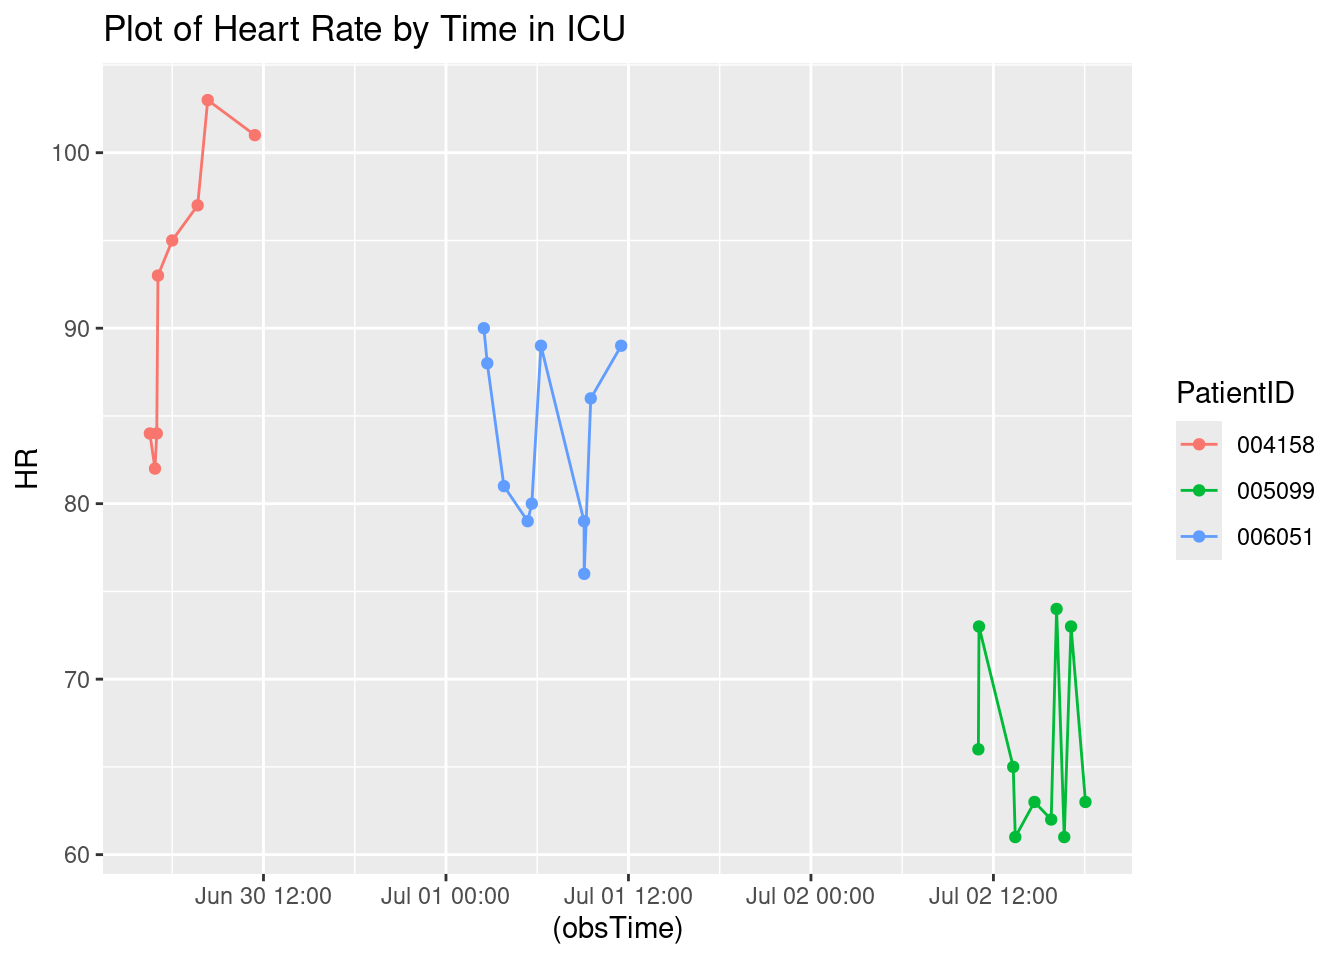 Plot of Heart Rate by Time in ICU
100
90
80
70
60
HR
Jun 30 12:00
Jul 01 00:00
Jul 01 12:00
Jul 02 00:00
Jul 02 12:00
(obsTime)
PatientID
004158
005099
006051